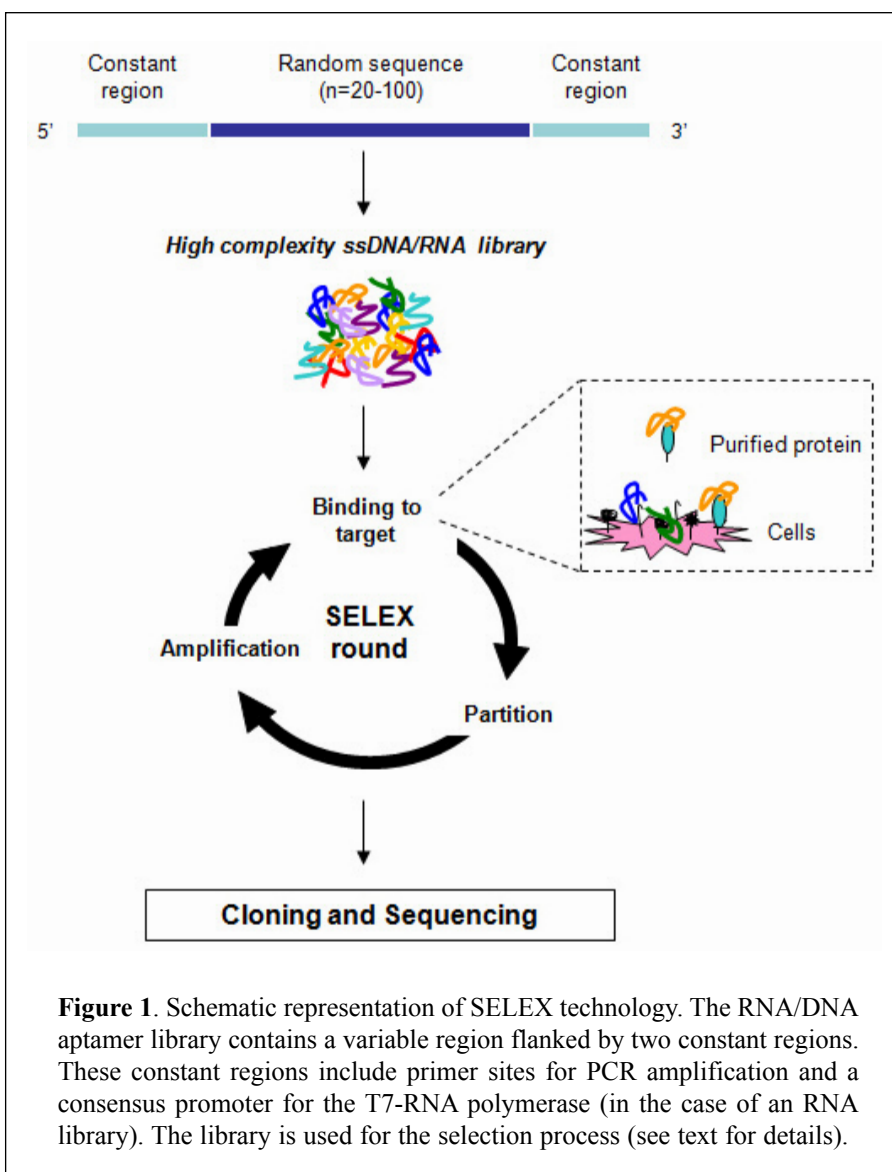 Constant region
Random sequence (n=20-100)
Constant region
5'
3'
High complexity ssDNA/RNA library
Binding to target
Purified protein
Cells
SELEX round
Amplification
Partition
Cloning and Sequencing
Figure 1. Schematic representation of SELEX technology. The RNA/DNA
aptamer library contains a variable region flanked by two constant regions.
These constant regions include primer sites for PCR amplification and a
consensus promoter for the T7-RNA polymerase (in the case of an RNA
library). The library is used for the selection process (see text for details).